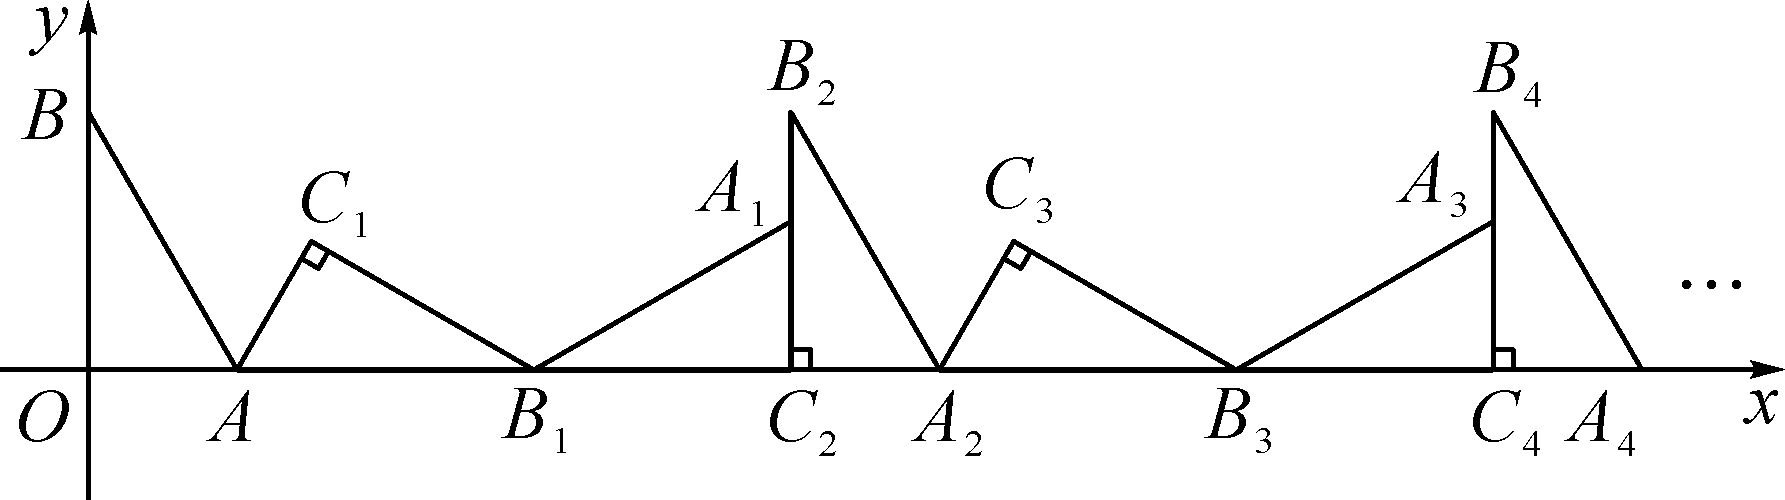 y
B₂
B₄
B
C₁
A₁
C₃
A₃
…
O
A
B₁
C₂
A₂
B₃
C₄
A₄
x